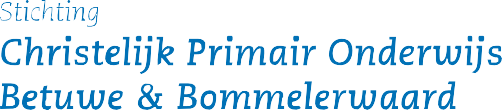 Stichting
Christelijk Primair Onderwijs
Betuwe & Bommelerwaard